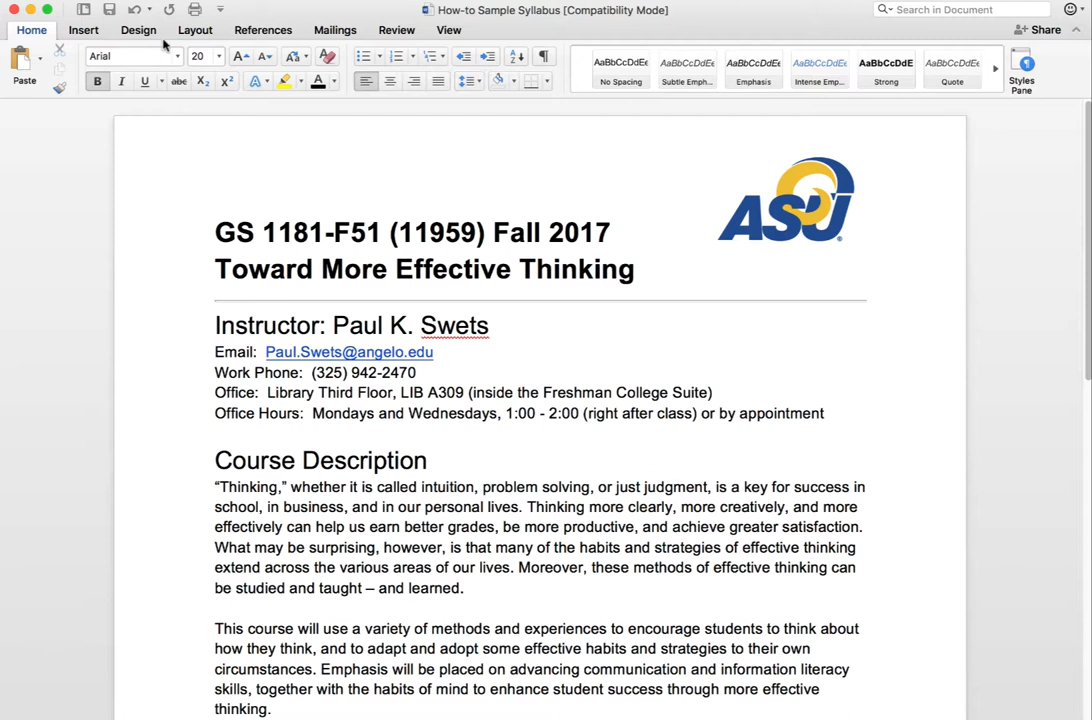 How-to Sample Syllabus [Compatibility Mode]
Search in Document
Home Insert Design Layout References Mailings Review View
Share
Paste
Arial 20
AaBbCcDdEe AaBbCcDdEe AaBbCcDdEe AaBbCcDdEe AaBbCcDdE AaBbCcDdEe
No Spacing Subtle Emph... Emphasis Intense Emp... Strong Quote
Styles
Pane
ASU
GS 1181-F51 (11959) Fall 2017
Toward More Effective Thinking
Instructor: Paul K. Swets
Email: Paul.Swets@angelo.edu
Work Phone: (325) 942-2470
Office: Library Third Floor, LIB A309 (inside the Freshman College Suite)
Office Hours: Mondays and Wednesdays, 1:00 - 2:00 (right after class) or by appointment
Course Description
“Thinking,” whether it is called intuition, problem solving, or just judgment, is a key for success in
school, in business, and in our personal lives. Thinking more clearly, more creatively, and more
effectively can help us earn better grades, be more productive, and achieve greater satisfaction.
What may be surprising, however, is that many of the habits and strategies of effective thinking
extend across the various areas of our lives. Moreover, these methods of effective thinking can
be studied and taught – and learned.
This course will use a variety of methods and experiences to encourage students to think about
how they think, and to adapt and adopt some effective habits and strategies to their own
circumstances. Emphasis will be placed on advancing communication and information literacy
skills, together with the habits of mind to enhance student success through more effective
thinking.